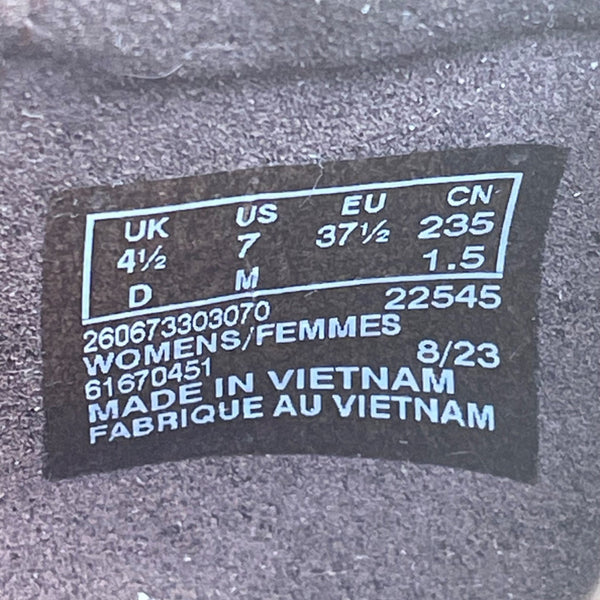 UK US EU CN
4½ 7 37½ 235
D M 1.5
260673303070 22545
WOMENS/FEMMES
61670451 8/23
MADE IN VIETNAM
FABRIQUE AU VIETNAM